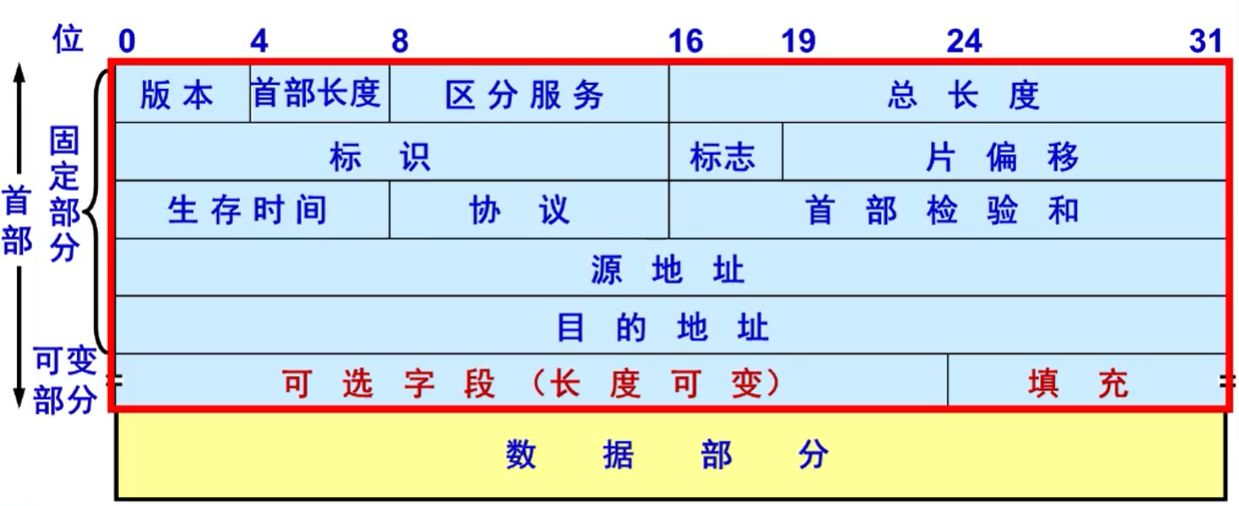 位 0 4 8 16 19 24 31
版本 首部长度 区分服务 总长度
标识 标志 片偏移
生存时间 协议 首部检验和
源地址
目的地址
可选字段（长度可变） 填充
数据部分
首部
固定部分
可变
部分